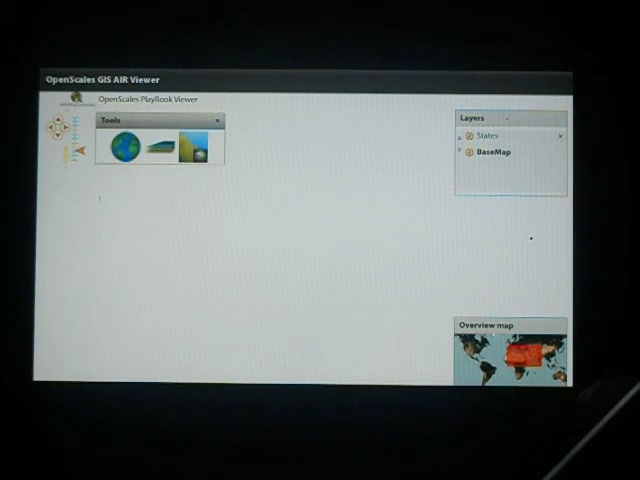 OpenScales GIS AIR Viewer
OpenScales PlayBook Viewer
Tools
Layers
States
BaseMap
Overview map